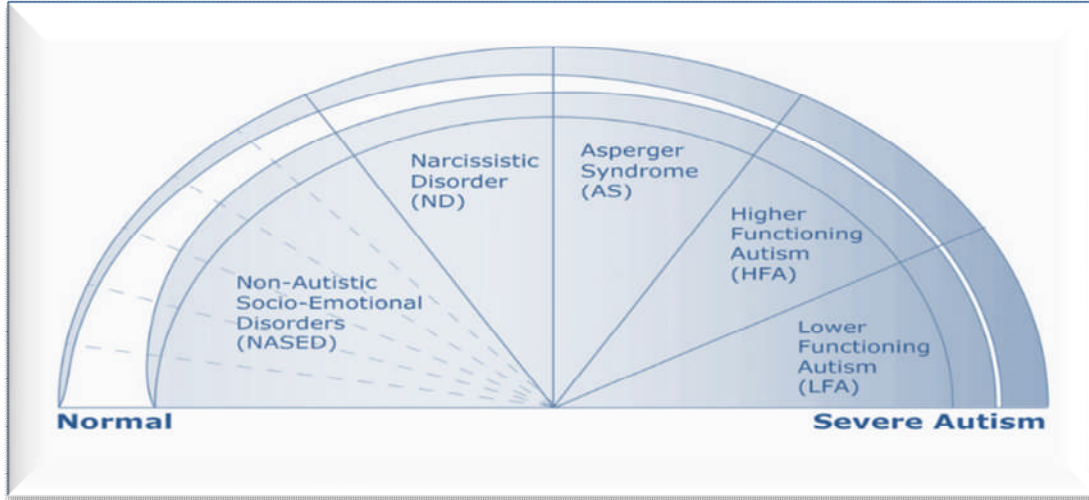 Narcissistic
Disorder
(ND)
Asperger
Syndrome
(AS)
Higher
Functioning
Autism
(HFA)
Non-Autistic
Socio-Emotional
Disorders
(NASED)
Lower
Functioning
Autism
(LFA)
Normal
Severe Autism